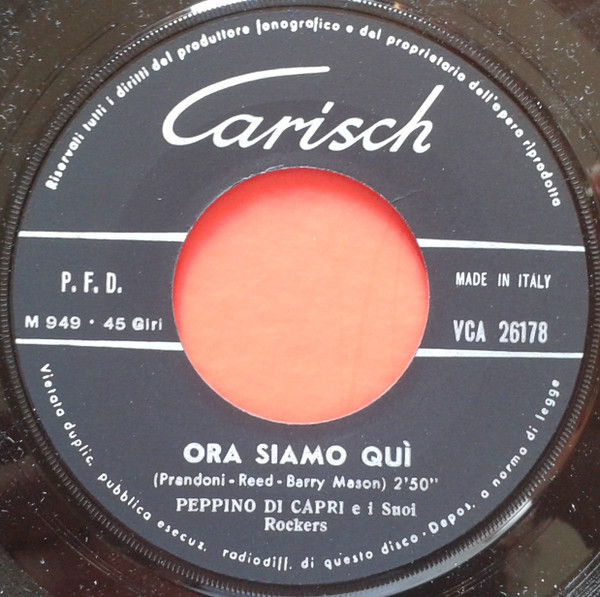 Riservati tutti i diritti del produttore fonografico e del proprietario dell'opera riprodotta
Carisch
P. F. D.
MADE IN ITALY
M 949 • 45 Giri
VCA 26178
ORA SIAMO QUÌ
(Prandoni - Reed - Barry Mason) 2'50"
PEPPINO DI CAPRI e i Suoi
Rockers
Vietata duplic. pubblica esecuz. radiodiff. di questo disco - Depos. a norma di legge